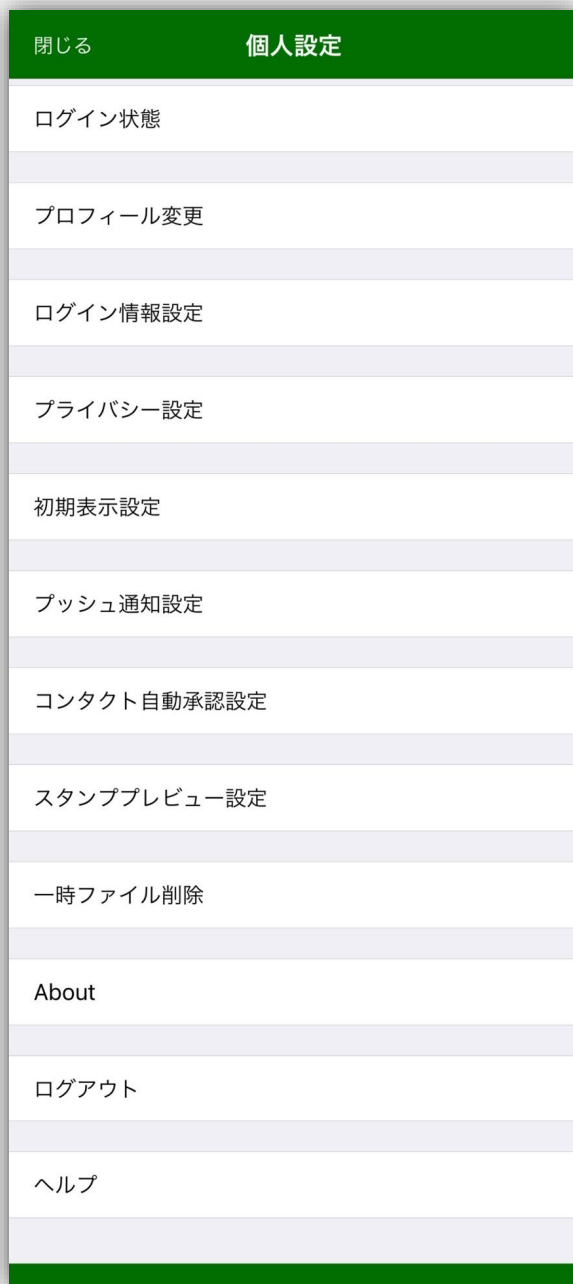 閉じる 個人設定
ログイン状態
プロフィール変更
ログイン情報設定
プライバシー設定
初期表示設定
プッシュ通知設定
コンタクト自動承認設定
スタンププレビュー設定
一時ファイル削除
About
ログアウト
ヘルプ